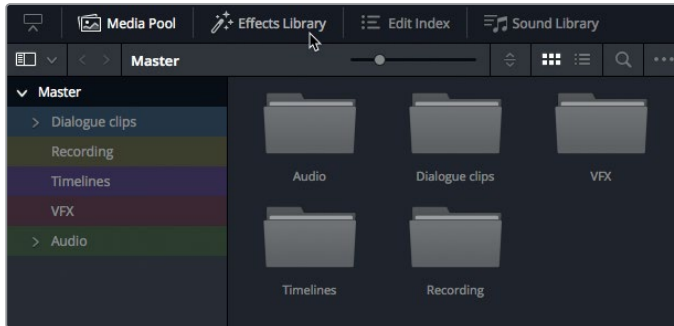 Media Pool Effects Library Edit Index Sound Library
Master
Master
Dialogue clips
Recording
Timelines
VFX
Audio
Audio Dialogue clips VFX
Timelines Recording